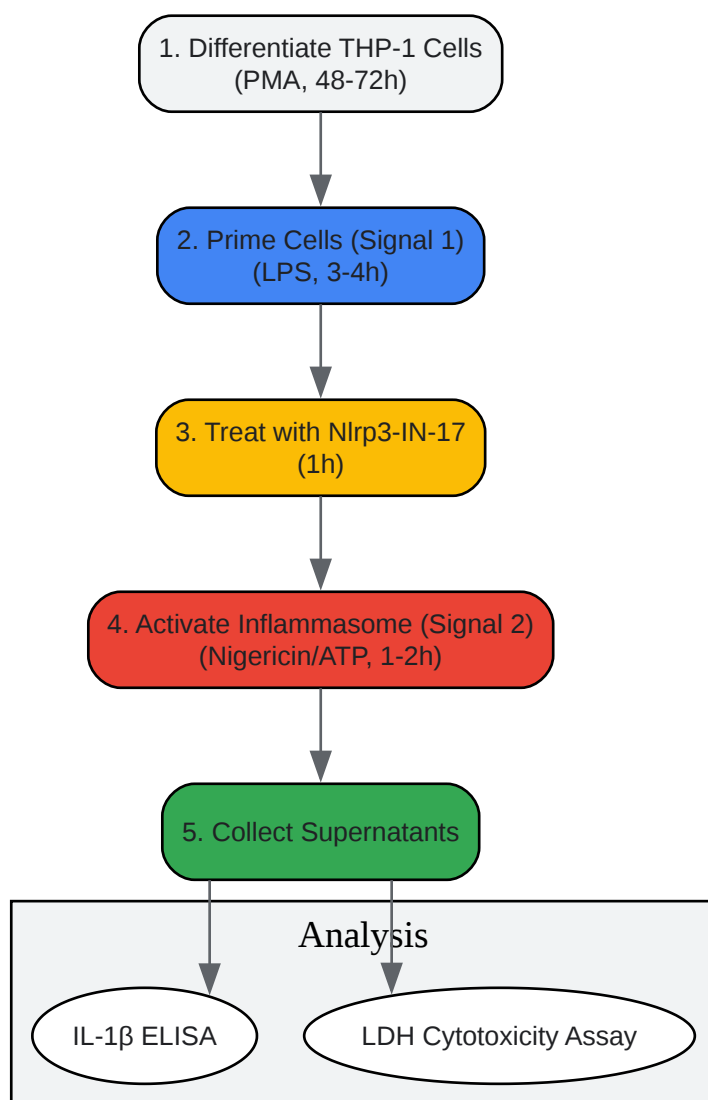 1. Differentiate THP-1 Cells
(PMA, 48-72h)
2. Prime Cells (Signal 1)
(LPS, 3-4h)
3. Treat with Nlrp3-IN-17
(1h)
4. Activate Inflammasome (Signal 2)
(Nigericin/ATP, 1-2h)
5. Collect Supernatants
Analysis
IL-1β ELISA
LDH Cytotoxicity Assay